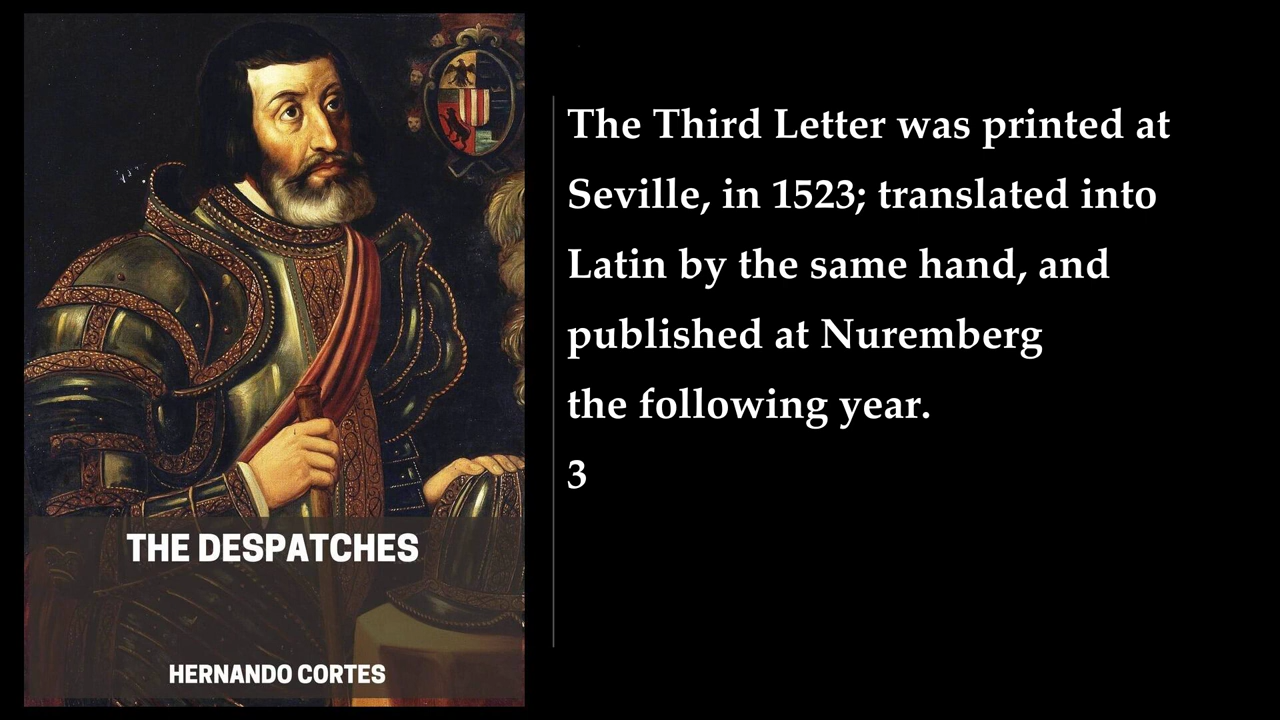 THE DESPATCHES
HERNANDO CORTES
The Third Letter was printed at
Seville, in 1523; translated into
Latin by the same hand, and
published at Nuremberg
the following year.
3